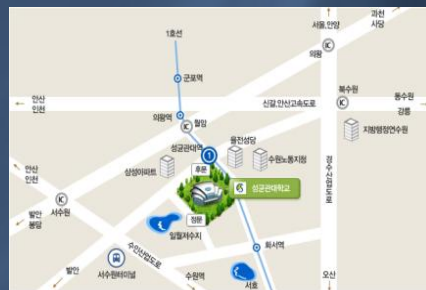 과천
사당
서울,안양
1호선
의왕
군포역
북수원
동수원
신갈,안산고속도로
강릉
안산
인천
의왕역
월암
지방행정연수원
율전성당
성균관대역
1
수원노동지청
삼성아파트
후문
경수산업도로
안산
인천
성균관대학교
서수원
정문
발안
봉담
일월저수지
수인산업도로
화서역
발안
서수원터미널
수원역
서호
오산